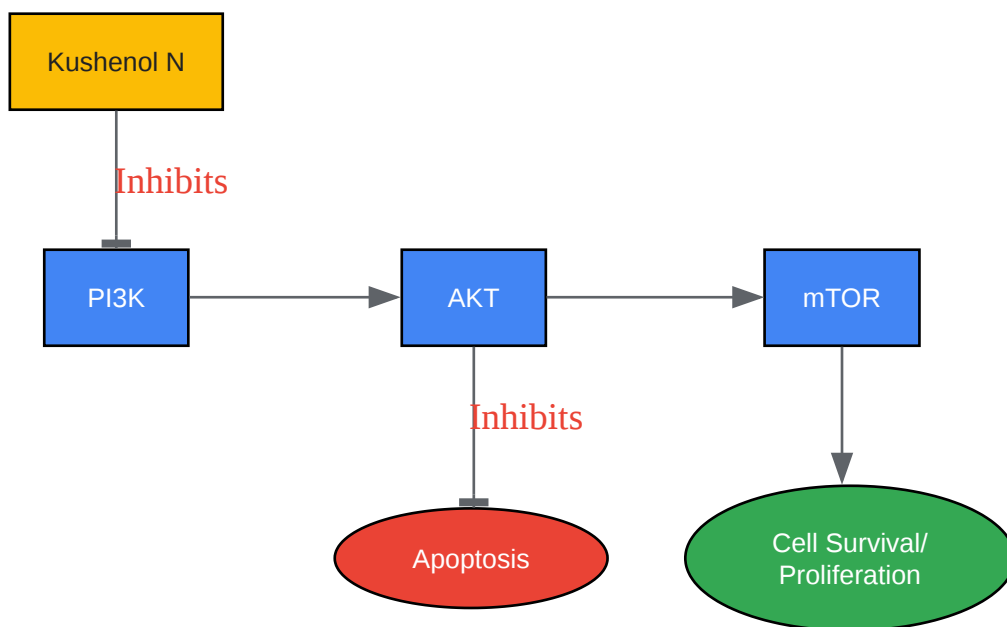 Kushenol N
Inhibits
PI3K
AKT
mTOR
Inhibits
Apoptosis
Cell Survival/
Proliferation